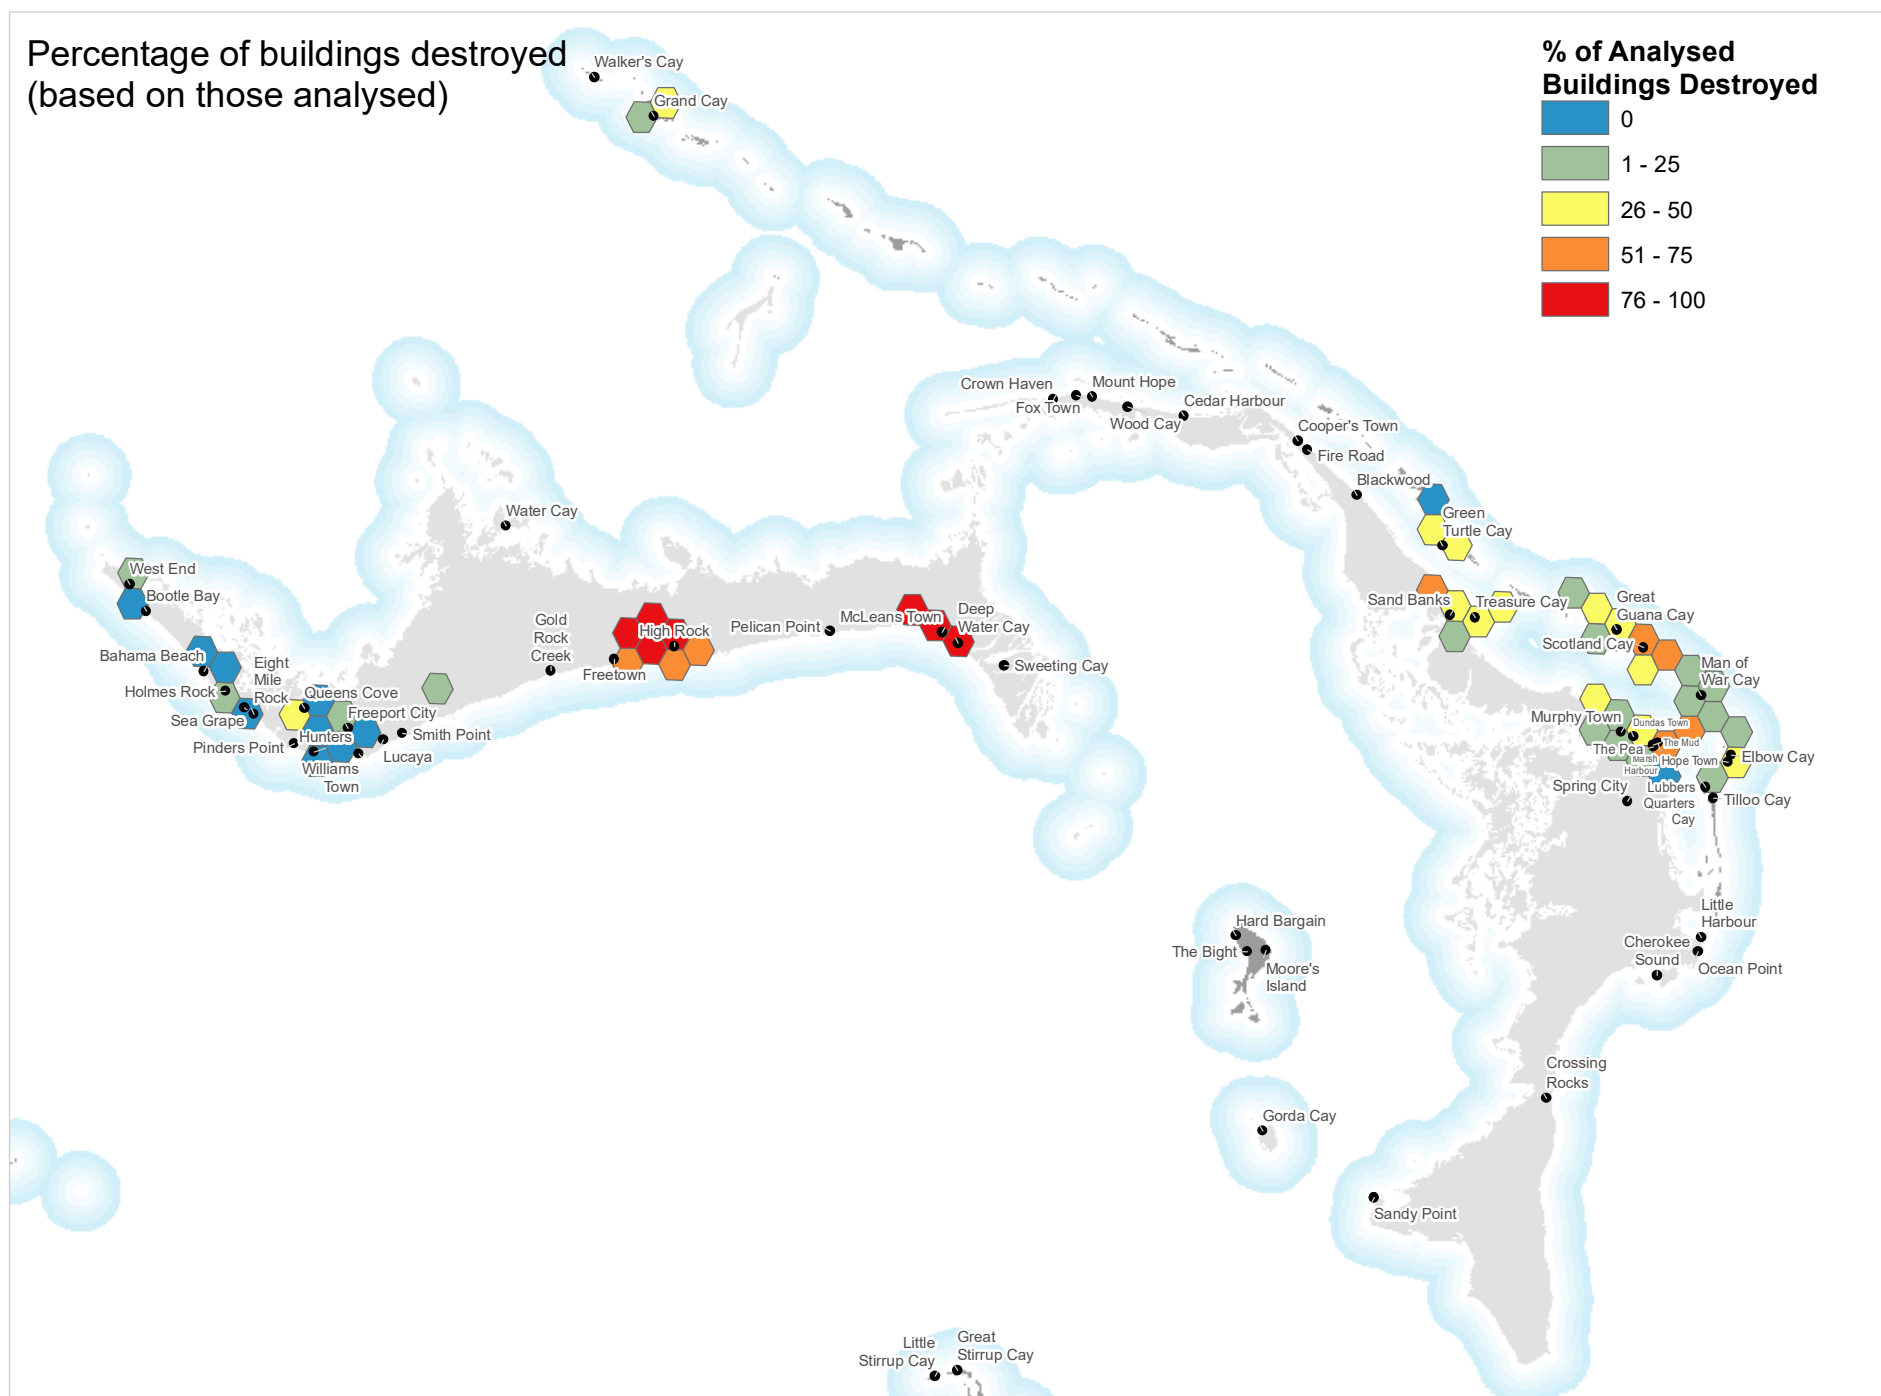 Percentage of buildings destroyed
(based on those analysed)
% of Analysed
Buildings Destroyed
0
1 - 25
26 - 50
51 - 75
76 - 100
Walker's Cay
Grand Cay
Crown Haven
Mount Hope
Fox Town
Wood Cay
Cedar Harbour
Cooper's Town
Fire Road
Blackwood
Green
Turtle Cay
Water Cay
West End
Bootle Bay
Bahama Beach
Holmes Rock
Eight
Mile
Rock
Sea Grape
Queens Cove
Freeport City
Pinders Point
Hunters
Smith Point
Lucaya
Williams
Town
Gold
Rock
Creek
High Rock
Freetown
Pelican Point
McLeans Town
Deep
Water Cay
Sweeting Cay
Sand Banks
Treasure Cay
Great
Guana Cay
Scotland Cay
Man of
War Cay
Murphy Town
Dundas Town
The Pea
The Mud
Marsh
Harbour
Hope Town
Elbow Cay
Spring City
Lubbers
Quarters
Cay
Tilloo Cay
Little
Harbour
Cherokee
Sound
Ocean Point
Hard Bargain
The Bight
Moore's
Island
Crossing
Rocks
Gorda Cay
Sandy Point
Little
Stirrup Cay
Great
Stirrup Cay